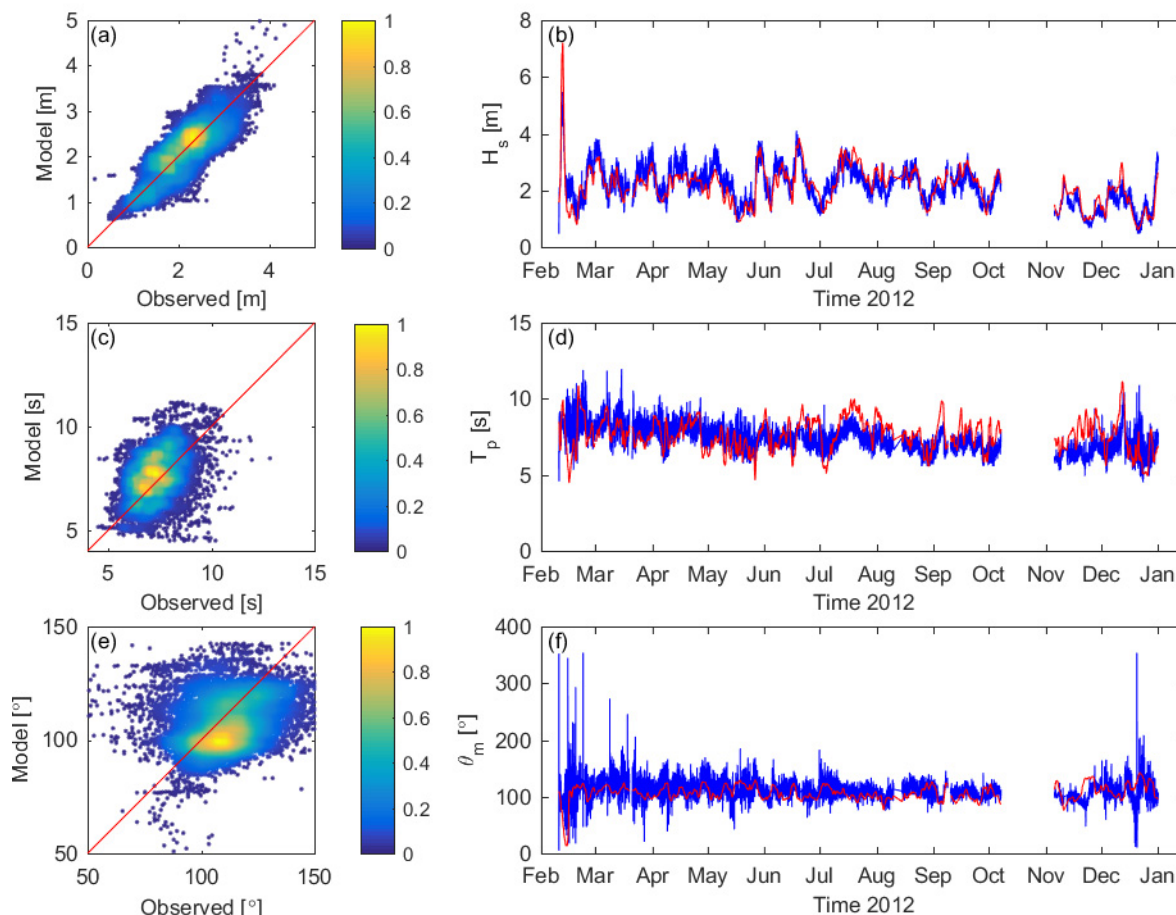 (a)
Model [m]
5
4
3
2
1
0
0 2 4
Observed [m]
1
0.8
0.6
0.4
0.2
0
(b)
H_s [m]
8
6
4
2
0
Feb Mar Apr May Jun Jul Aug Sep Oct Nov Dec Jan
Time 2012
(c)
Model [s]
15
10
5
5 10 15
Observed [s]
1
0.8
0.6
0.4
0.2
0
(d)
T_p [s]
15
10
5
0
Feb Mar Apr May Jun Jul Aug Sep Oct Nov Dec Jan
Time 2012
(e)
Model [°]
150
100
50
50 100 150
Observed [°]
1
0.8
0.6
0.4
0.2
0
(f)
θ_m [°]
400
300
200
100
0
Feb Mar Apr May Jun Jul Aug Sep Oct Nov Dec Jan
Time 2012